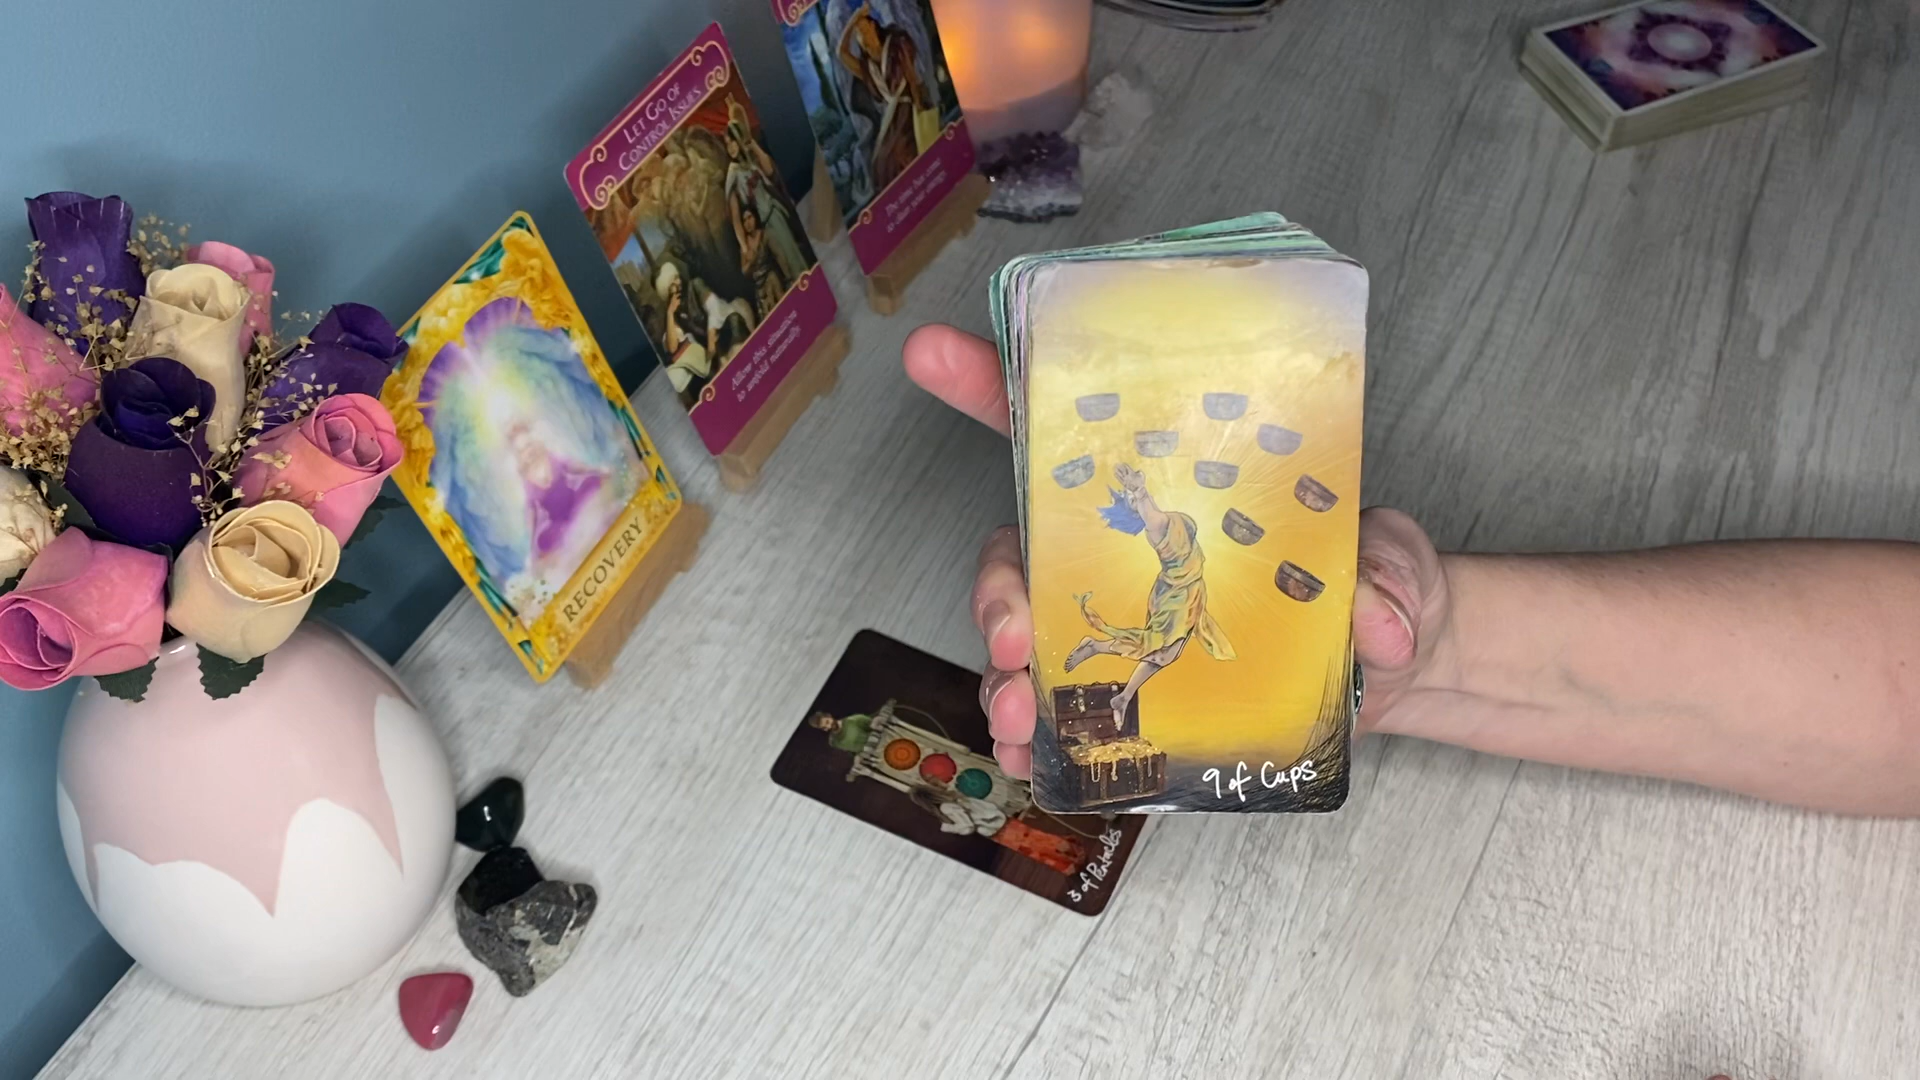 LET GO OF
CONTROL ISSUES
Allow this situation
to unfold naturally.
The time has come
to clear your energy.
RECOVERY
9 of Cups
3 of Pentacles